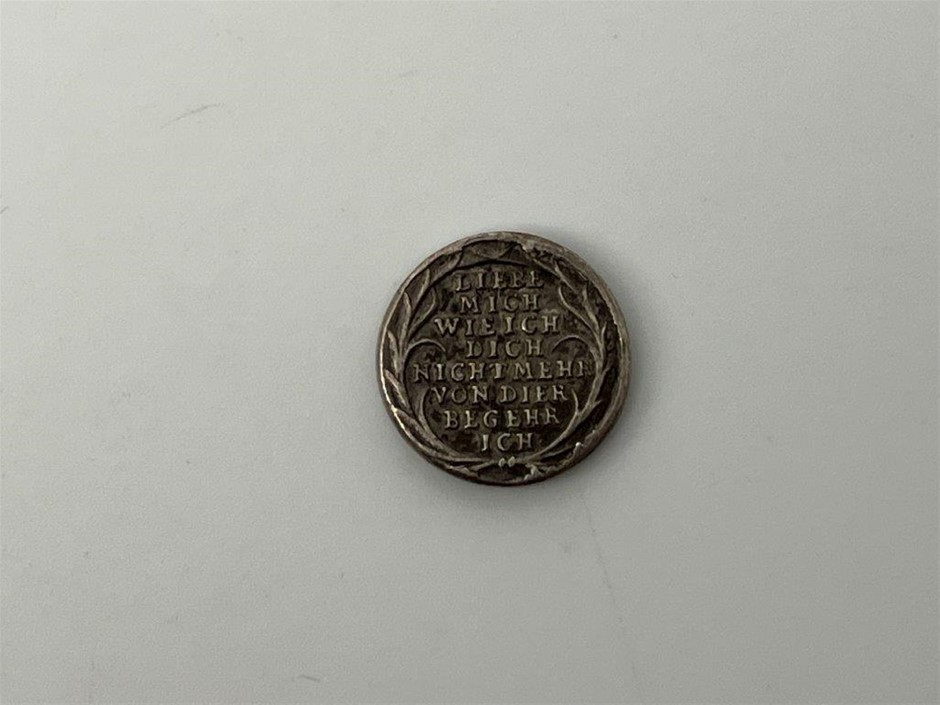 LIEBE
MICH
WIE ICH
DICH
NICHT MEHR
VON DIER
BEGEHR
ICH